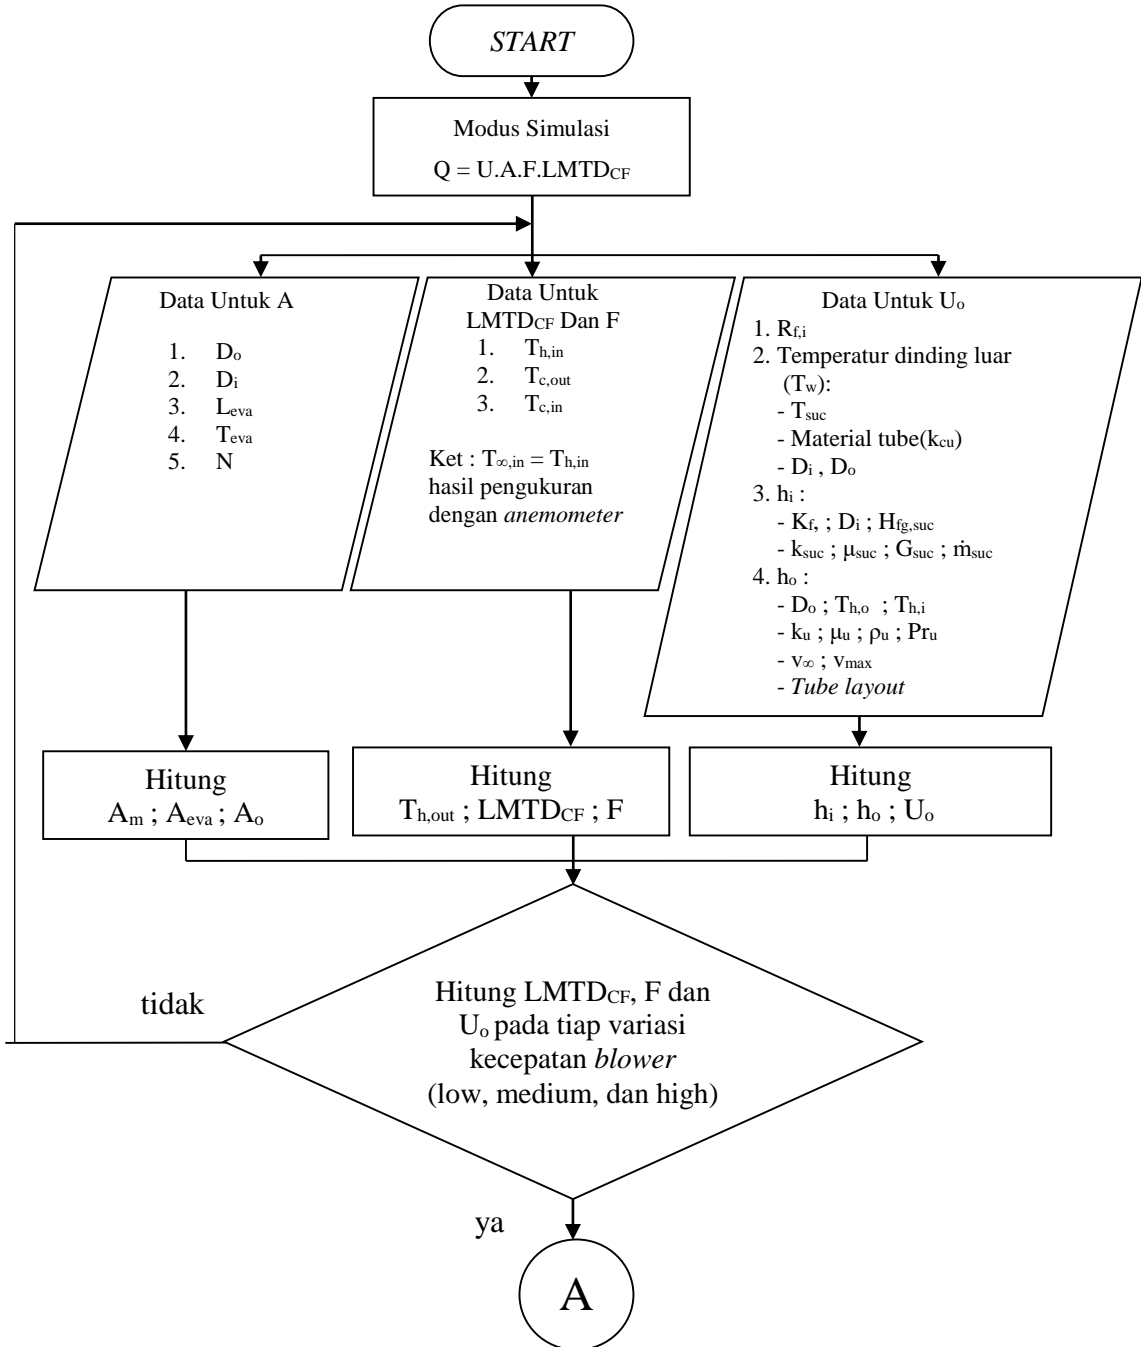 START
Modus Simulasi
Q = U.A.F.LMTD_CF
Data Untuk A
1. D_o
2. D_i
3. L_eva
4. T_eva
5. N
Data Untuk
LMTD_CF Dan F
1. T_h,in
2. T_c,out
3. T_c,in
Ket : T_∞,in = T_h,in
hasil pengukuran
dengan anemometer
Data Untuk U_o
1. R_f,i
2. Temperatur dinding luar
(T_w):
- T_suc
- Material tube(k_cu)
- D_i , D_o
3. h_i :
- K_f, ; D_i ; H_fg,suc
- k_suc ; μ_suc ; G_suc ; ṁ_suc
4. h_o :
- D_o ; T_h,o ; T_h,i
- k_u ; μ_u ; ρ_u ; Pr_u
- v_∞ ; v_max
- Tube layout
Hitung
A_m ; A_eva ; A_o
Hitung
T_h,out ; LMTD_CF ; F
Hitung
h_i ; h_o ; U_o
tidak
Hitung LMTD_CF, F dan
U_o pada tiap variasi
kecepatan blower
(low, medium, dan high)
ya
A